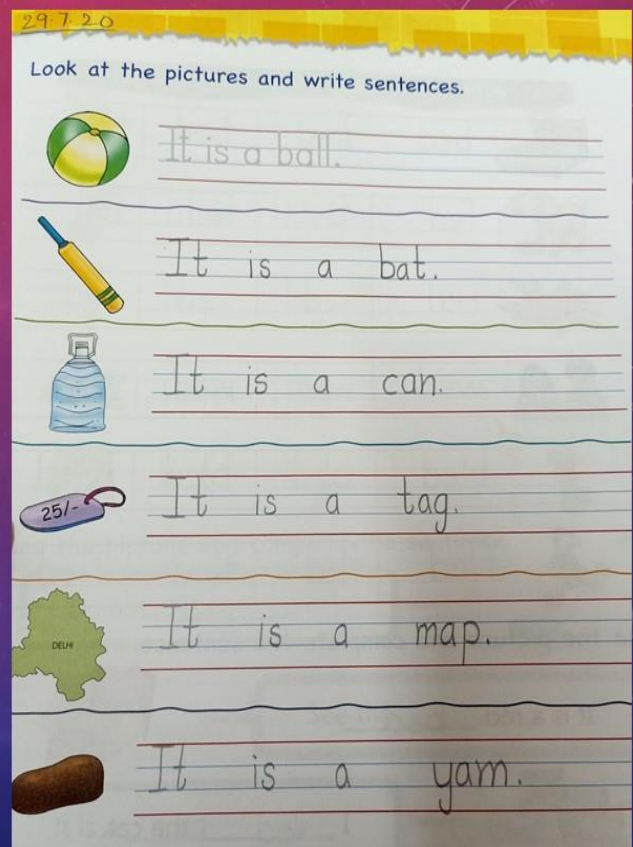 29.7.20
Look at the pictures and write sentences.
It is a ball.
It is a bat.
It is a can.
25/-
It is a tag.
DELHI
It is a map.
It is a yam.